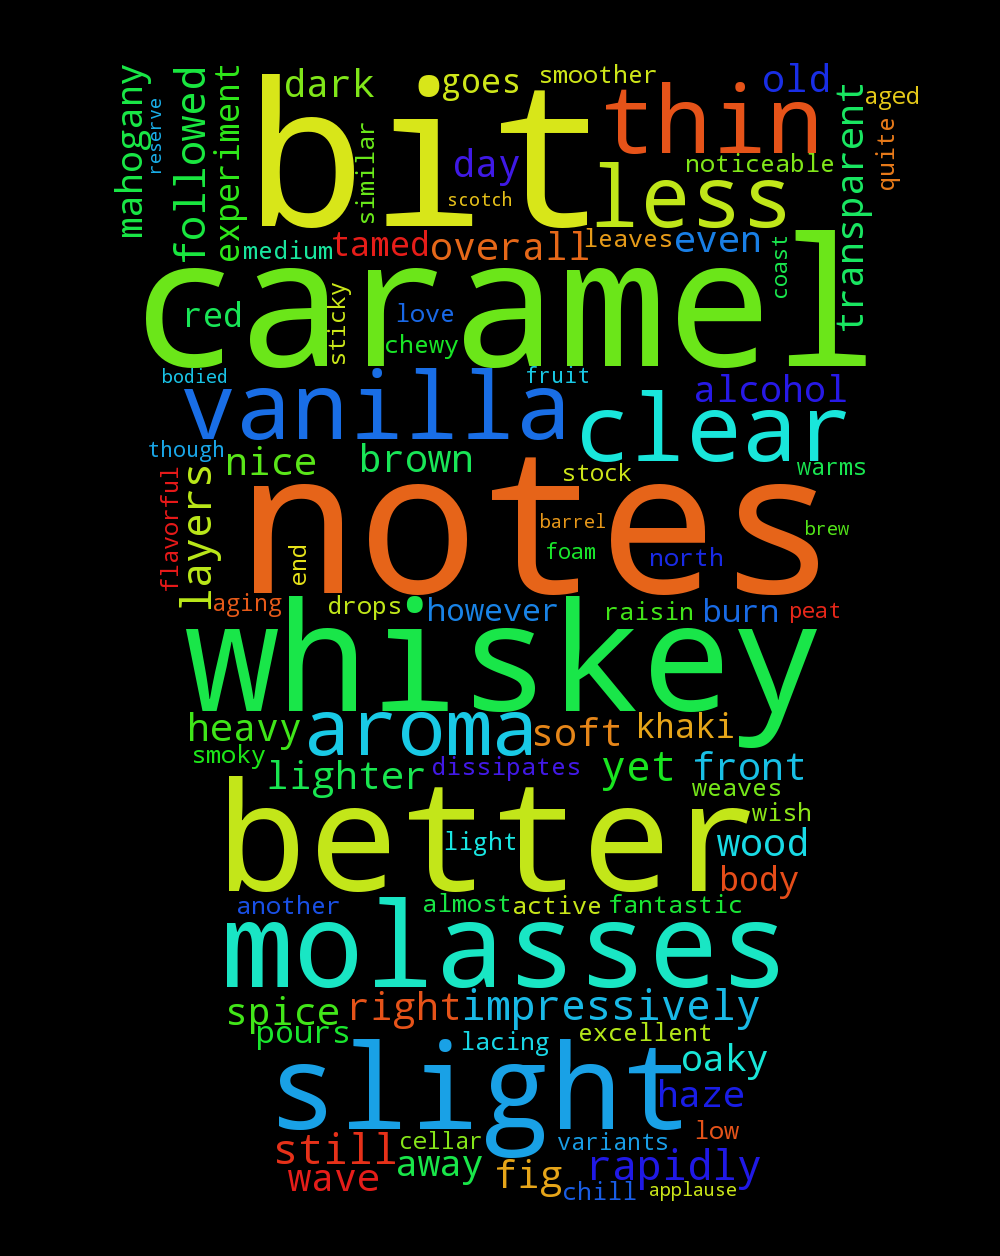 mahogany
reserve
followed
experiment
dark
bit
goes
smoother
thin
old
aged
quite
transparent
similar
day
scotch
noticeable
less
medium
tamed
overall
leaves
even
coast
caramel
red
sticky
love
chewy
bodied
vanilla
fruit
alcohol
clear
though
nice
brown
stock
warms
flavorful
layers
notes
barrel
brew
end
foam
north
aging
drops
however
raisin
burn
peat
whiskey
heavy
aroma
soft
khaki
smoky
lighter
dissipates
yet
front
weaves
better
wish
light
wood
body
another
almost
active
fantastic
molasses
spice
right
impressively
pours
lacing
excellent
slight
oaky
haze
still
cellar
variants
low
wave
away
fig
rapidly
chill
applause